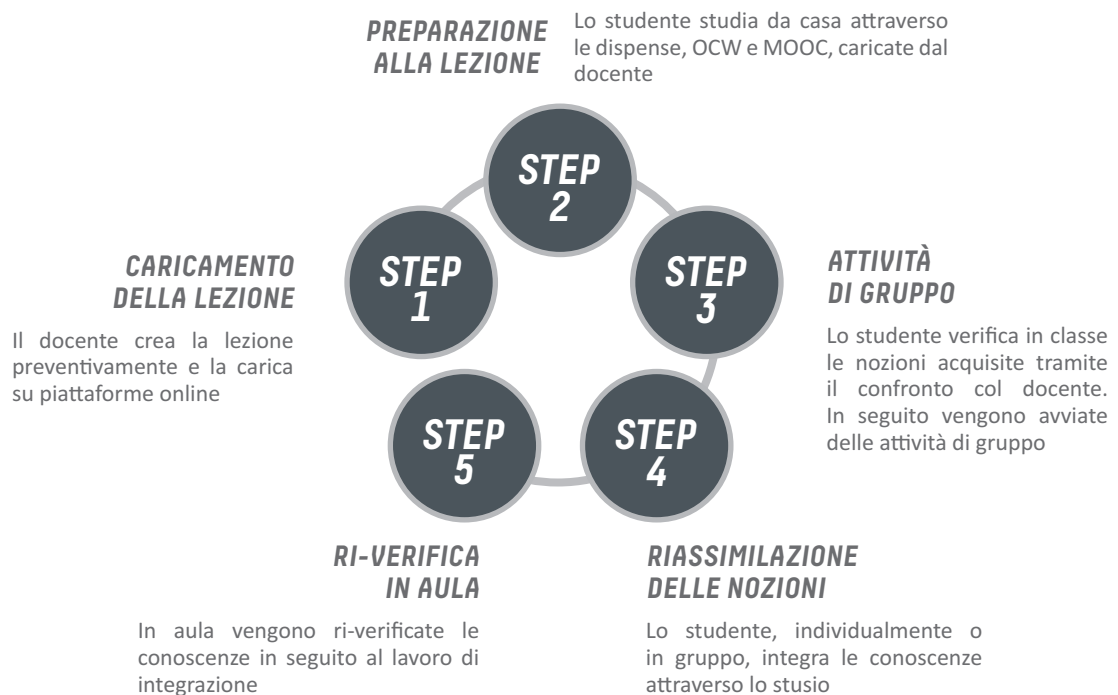 PREPARAZIONE
ALLA LEZIONE
Lo studente studia da casa attraverso
le dispense, OCW e MOOC, caricate dal
docente
STEP
2
CARICAMENTO
DELLA LEZIONE
Il docente crea la lezione
preventivamente e la carica
su piattaforme online
STEP
1
STEP
3
ATTIVITÀ
DI GRUPPO
Lo studente verifica in classe
le nozioni acquisite tramite
il confronto col docente.
In seguito vengono avviate
delle attività di gruppo
STEP
5
STEP
4
RI-VERIFICA
IN AULA
In aula vengono ri-verificate le
conoscenze in seguito al lavoro di
integrazione
RIASSIMILAZIONE
DELLE NOZIONI
Lo studente, individualmente o
in gruppo, integra le conoscenze
attraverso lo stusio